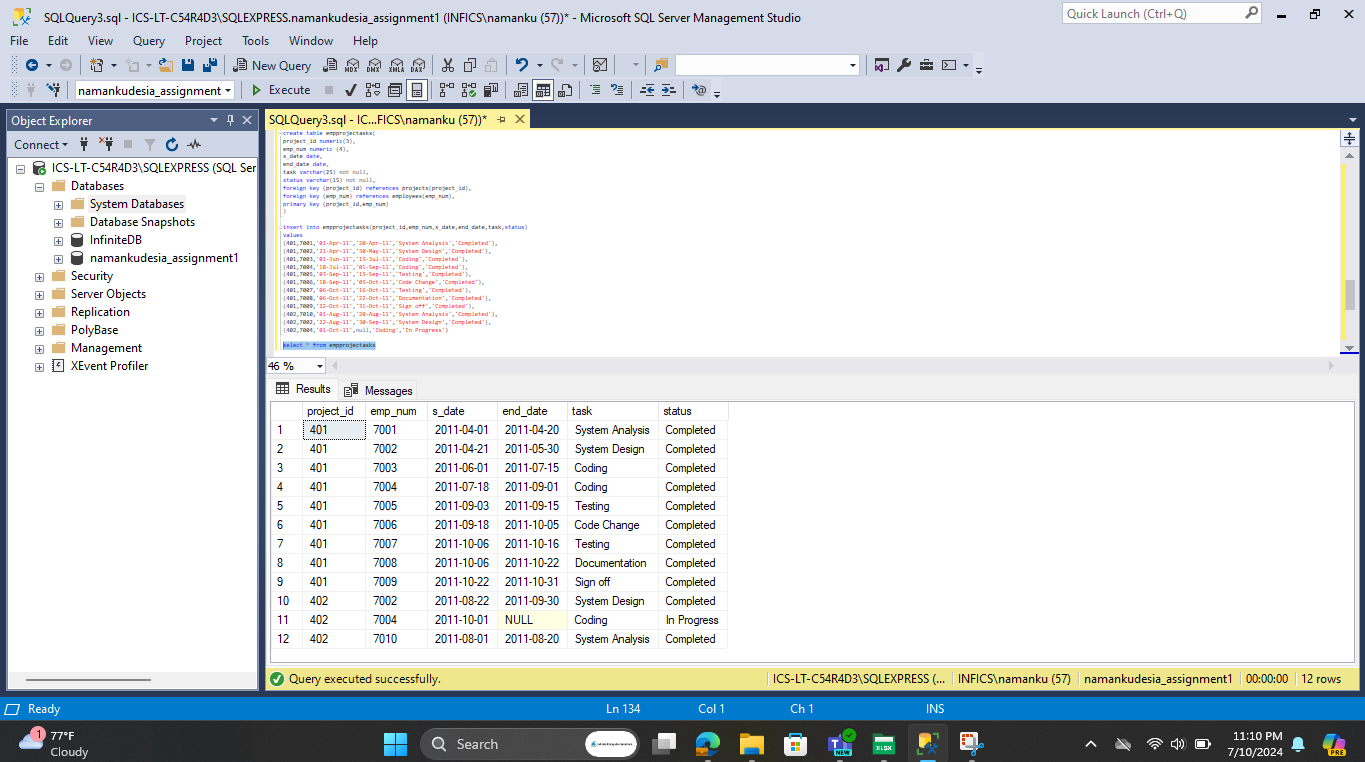 SQLQuery3.sql - ICS-LT-C54R4D3\SQLEXPRESS.namankudesia_assignment1 (INFICS\namanku (57))* - Microsoft SQL Server Management Studio
Quick Launch (Ctrl+Q)
File Edit View Query Project Tools Window Help
New Query MDX DMX XMLA DAX
namankudesia_assignment Execute
Object Explorer
Connect
ICS-LT-C54R4D3\SQLEXPRESS (SQL Ser
Databases
System Databases
Database Snapshots
InfiniteDB
namankudesia_assignment1
Security
Server Objects
Replication
PolyBase
Management
XEvent Profiler
SQLQuery3.sql - IC...FICS\namanku (57))*
create table empprojectasks(
project_id numeric(3),
emp_num numeric (4),
s_date date,
end_date date,
task varchar(25) not null,
status varchar(15) not null,
foreign key (project_id) references projects(project_id),
foreign key (emp_num) references employees(emp_num),
primary key (project_id,emp_num)
)
insert into empprojectasks(project_id,emp_num,s_date,end_date,task,status)
values
(401,7001,'01-Apr-11','20-Apr-11','System Analysis','Completed'),
(401,7002,'21-Apr-11','30-May-11','System Design','Completed'),
(401,7003,'01-Jun-11','15-Jul-11','Coding','Completed'),
(401,7004,'18-Jul-11','01-Sep-11','Coding','Completed'),
(401,7005,'03-Sep-11','15-Sep-11','Testing','Completed'),
(401,7006,'18-Sep-11','05-Oct-11','Code Change','Completed'),
(401,7007,'06-Oct-11','16-Oct-11','Testing','Completed'),
(401,7008,'06-Oct-11','22-Oct-11','Documentation','Completed'),
(401,7009,'22-Oct-11','31-Oct-11','Sign off','Completed'),
(402,7010,'01-Aug-11','20-Aug-11','System Analysis','Completed'),
(402,7002,'22-Aug-11','30-Sep-11','System Design','Completed'),
(402,7004,'01-Oct-11',null,'Coding','In Progress')
select * from empprojectasks
46 %
Results Messages
project_id emp_num s_date end_date task status
1 401 7001 2011-04-01 2011-04-20 System Analysis Completed
2 401 7002 2011-04-21 2011-05-30 System Design Completed
3 401 7003 2011-06-01 2011-07-15 Coding Completed
4 401 7004 2011-07-18 2011-09-01 Coding Completed
5 401 7005 2011-09-03 2011-09-15 Testing Completed
6 401 7006 2011-09-18 2011-10-05 Code Change Completed
7 401 7007 2011-10-06 2011-10-16 Testing Completed
8 401 7008 2011-10-06 2011-10-22 Documentation Completed
9 401 7009 2011-10-22 2011-10-31 Sign off Completed
10 402 7002 2011-08-22 2011-09-30 System Design Completed
11 402 7004 2011-10-01 NULL Coding In Progress
12 402 7010 2011-08-01 2011-08-20 System Analysis Completed
Query executed successfully. ICS-LT-C54R4D3\SQLEXPRESS (... INFICS\namanku (57) namankudesia_assignment1 00:00:00 12 rows
Ready Ln 134 Col 1 Ch 1 INS
1
77°F
Cloudy
Search
NEW
XLSX
11:10 PM
7/10/2024
PRE